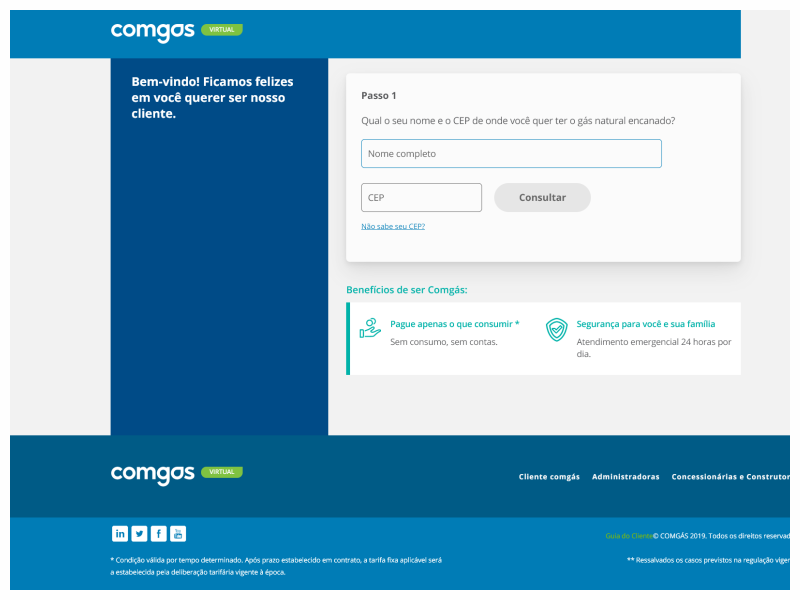 comgás VIRTUAL
Bem-vindo! Ficamos felizes
em você querer ser nosso
cliente.
Passo 1
Qual o seu nome e o CEP de onde você quer ter o gás natural encanado?
Nome completo
CEP
Consultar
Não sabe seu CEP?
Benefícios de ser Comgás:
Pague apenas o que consumir *
Sem consumo, sem contas.
Segurança para você e sua família
Atendimento emergencial 24 horas por
dia.
comgás VIRTUAL
Cliente comgás Administradoras Concessionárias e Construtor
Guia do Cliente© COMGÁS 2019. Todos os direitos reservad
* Condição válida por tempo determinado. Após prazo estabelecido em contrato, a tarifa fixa aplicável será
a estabelecida pela deliberação tarifária vigente à época.
** Ressalvados os casos previstos na regulação viger